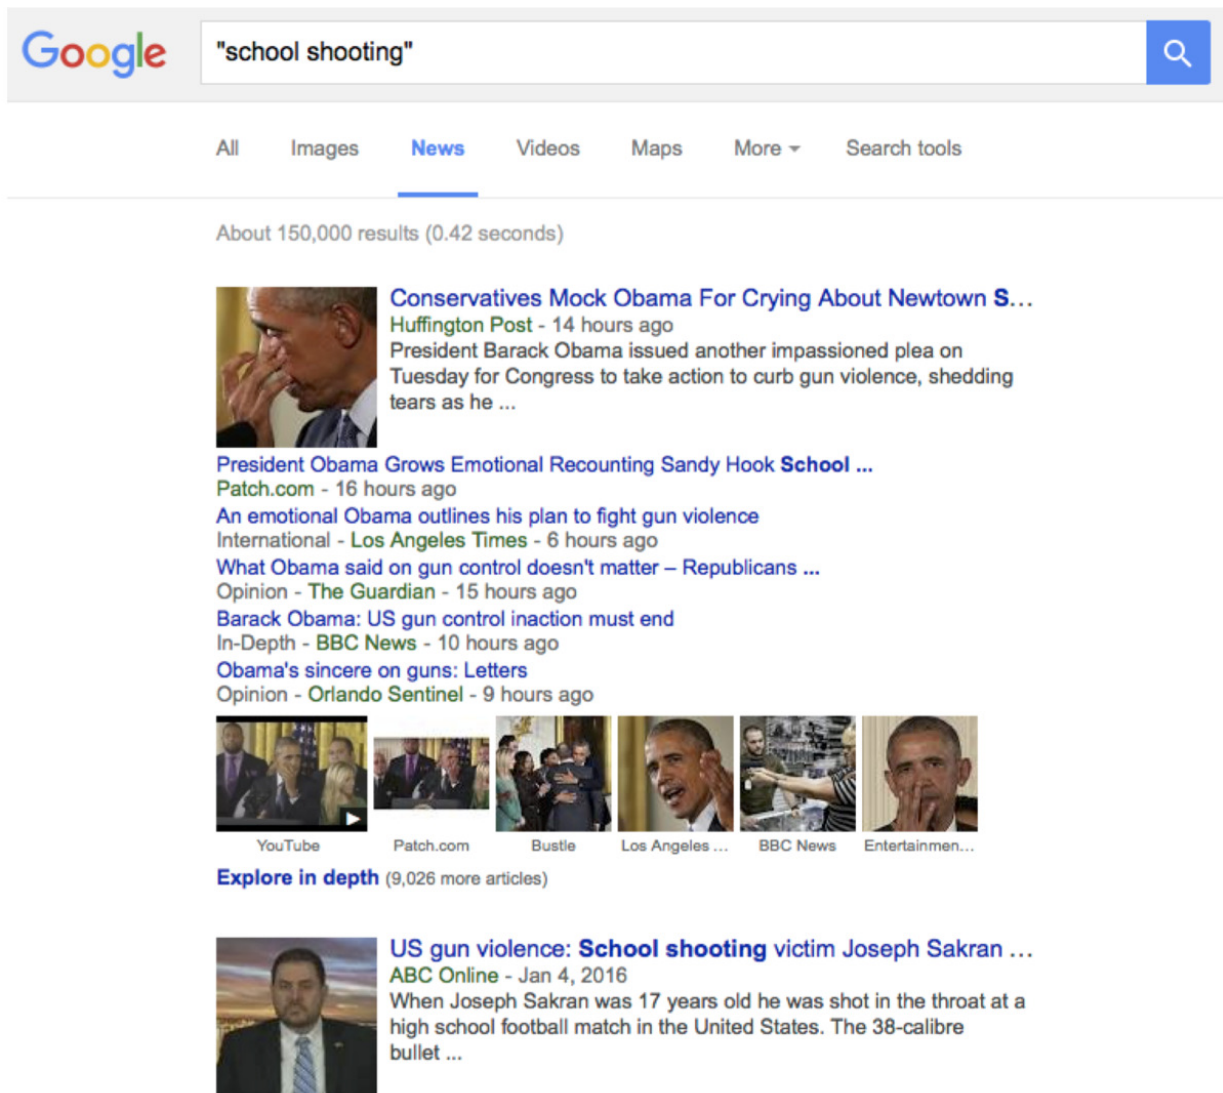 Google
"school shooting"
All Images News Videos Maps More Search tools
About 150,000 results (0.42 seconds)
Conservatives Mock Obama For Crying About Newtown S...
Huffington Post - 14 hours ago
President Barack Obama issued another impassioned plea on
Tuesday for Congress to take action to curb gun violence, shedding
tears as he ...
President Obama Grows Emotional Recounting Sandy Hook School ...
Patch.com - 16 hours ago
An emotional Obama outlines his plan to fight gun violence
International - Los Angeles Times - 6 hours ago
What Obama said on gun control doesn't matter – Republicans ...
Opinion - The Guardian - 15 hours ago
Barack Obama: US gun control inaction must end
In-Depth - BBC News - 10 hours ago
Obama's sincere on guns: Letters
Opinion - Orlando Sentinel - 9 hours ago
YouTube Patch.com Bustle Los Angeles ... BBC News Entertainmen...
Explore in depth (9,026 more articles)
US gun violence: School shooting victim Joseph Sakran ...
ABC Online - Jan 4, 2016
When Joseph Sakran was 17 years old he was shot in the throat at a
high school football match in the United States. The 38-calibre
bullet ...